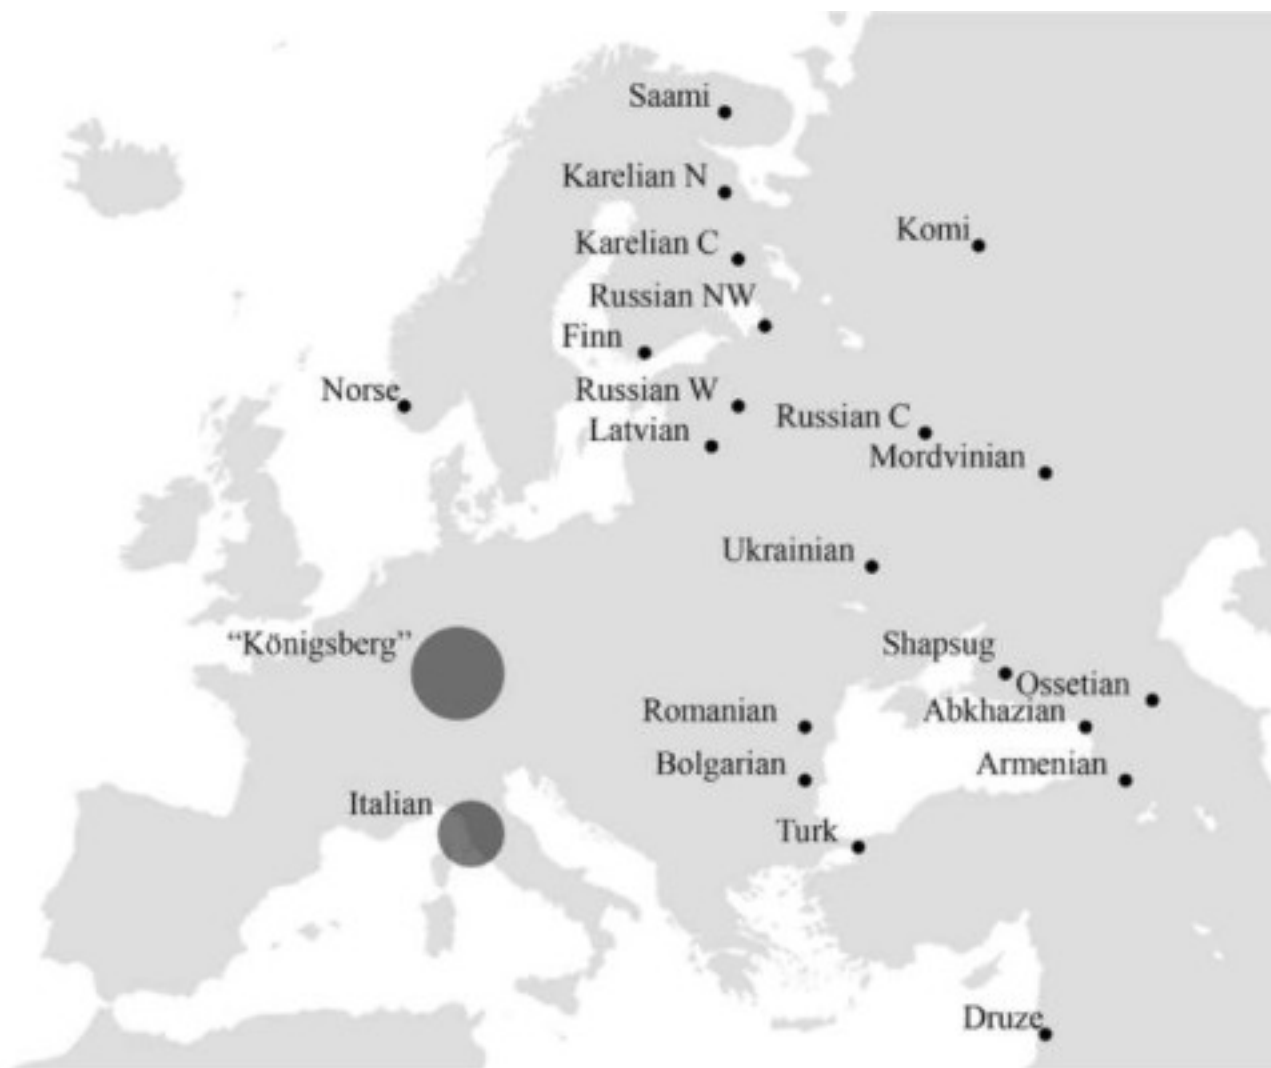 Saami
Karelian N
Komi
Karelian C
Russian NW
Finn
Norse
Russian W
Russian C
Latvian
Mordvinian
Ukrainian
“Königsberg”
Shapsug
Ossetian
Romanian
Abkhazian
Bolgarian
Armenian
Italian
Turk
Druze